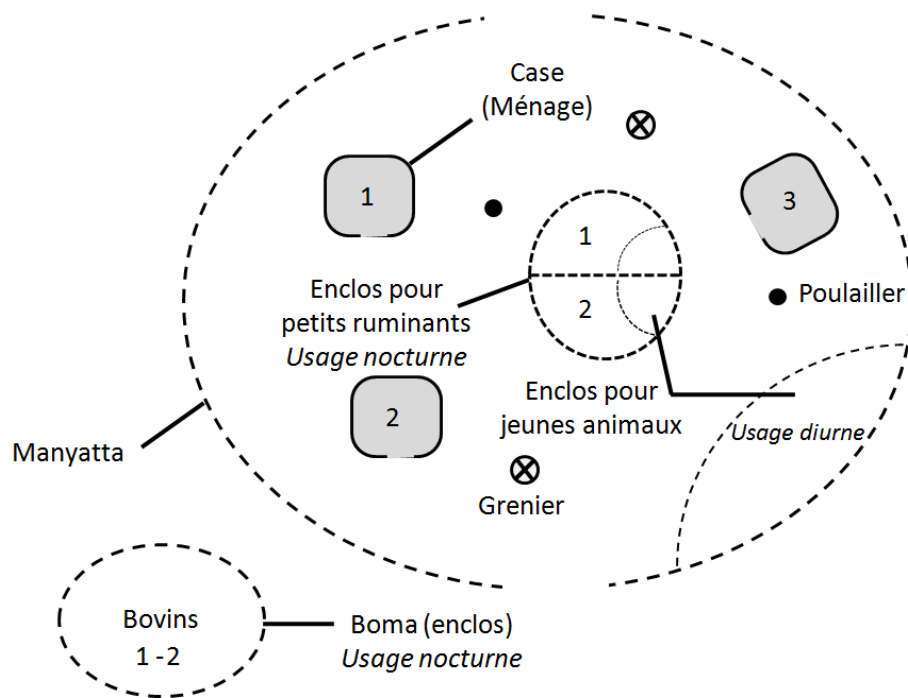 Case
(Ménage)
1
3
1
Enclos pour
petits ruminants
Usage nocturne
2
Poulailler
2
Enclos pour
jeunes animaux
Usage diurne
Manyatta
Grenier
Bovins
1 - 2
Boma (enclos)
Usage nocturne